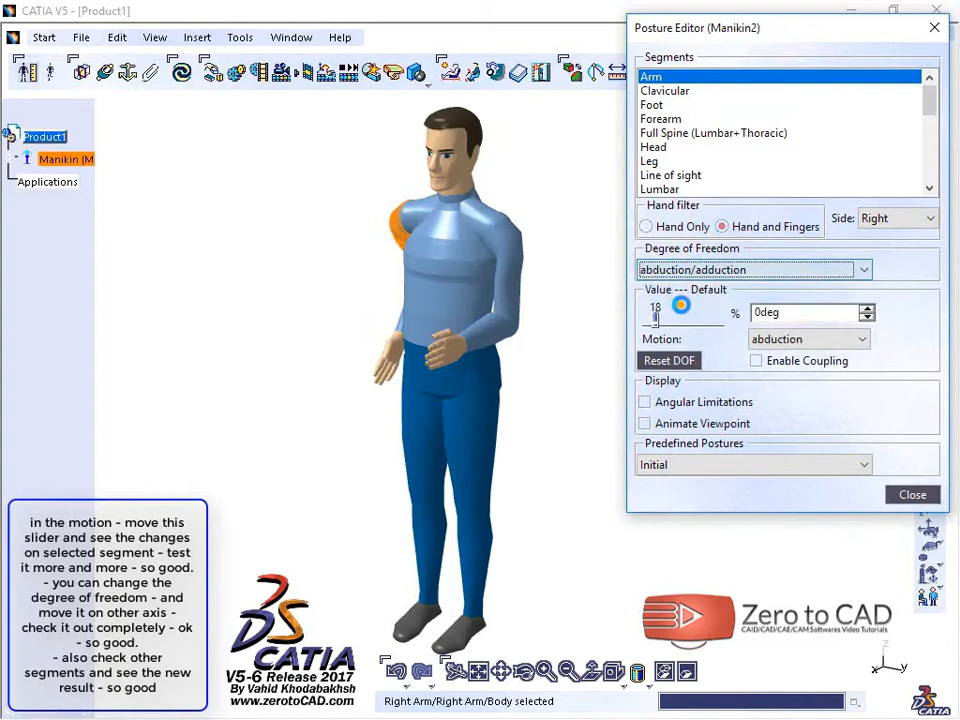 CATIA V5 - [Product1]
Start File Edit View Insert Tools Window Help
Product1
Manikin (M
Applications
Posture Editor (Manikin2)
Segments
Arm
Clavicular
Foot
Forearm
Full Spine (Lumbar+Thoracic)
Head
Leg
Line of sight
Lumbar
Hand filter
Hand Only
Hand and Fingers
Side: Right
Degree of Freedom
abduction/adduction
Value --- Default
18
% 0deg
Motion: abduction
Reset DOF
Enable Coupling
Display
Angular Limitations
Animate Viewpoint
Predefined Postures
Initial
Close
in the motion - move this
slider and see the changes
on selected segment - test
it more and more - so good.
- you can change the
degree of freedom - and
move it on other axis -
check it out completely - ok
- so good.
- also check other
segments and see the new
result - so good
CATIA
V5-6 Release 2017
By Vahid Khodabakhsh
www.zerotoCAD.com
Zero to CAD
CAID/CAD/CAE/CAM Softwares Video Tutorials
z
x
y
Right Arm/Right Arm/Body selected
CATIA